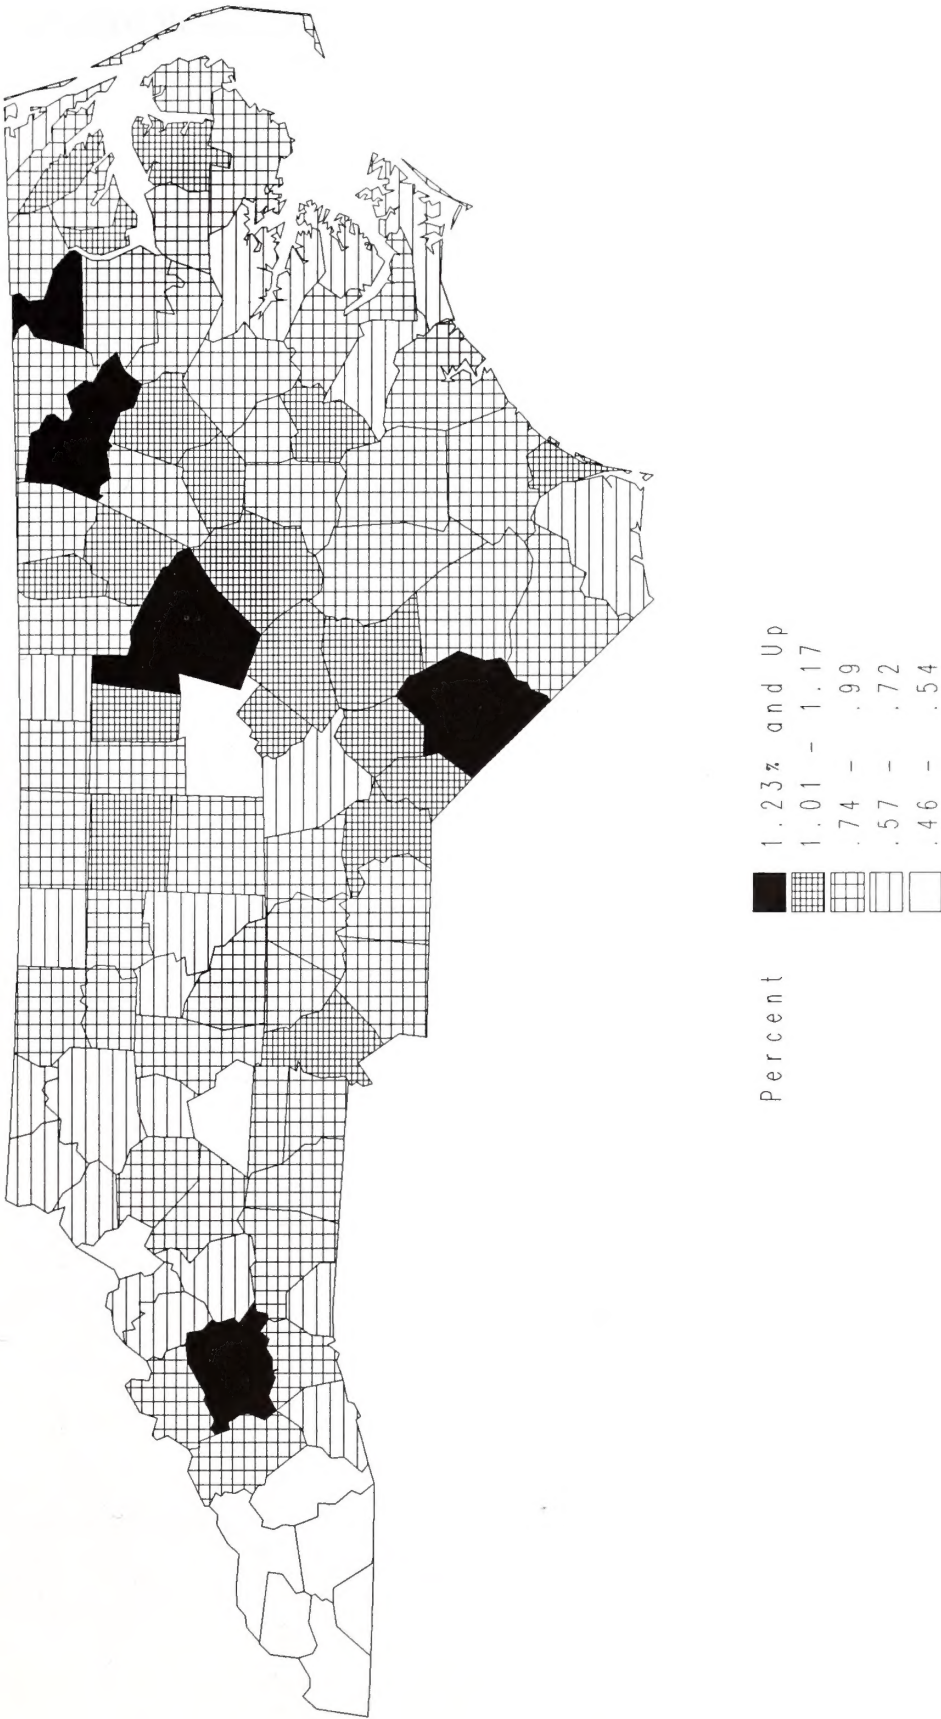 Percent
1.23% and Up
1.01 - 1.17
.74 - .99
.57 - .72
.46 - .54